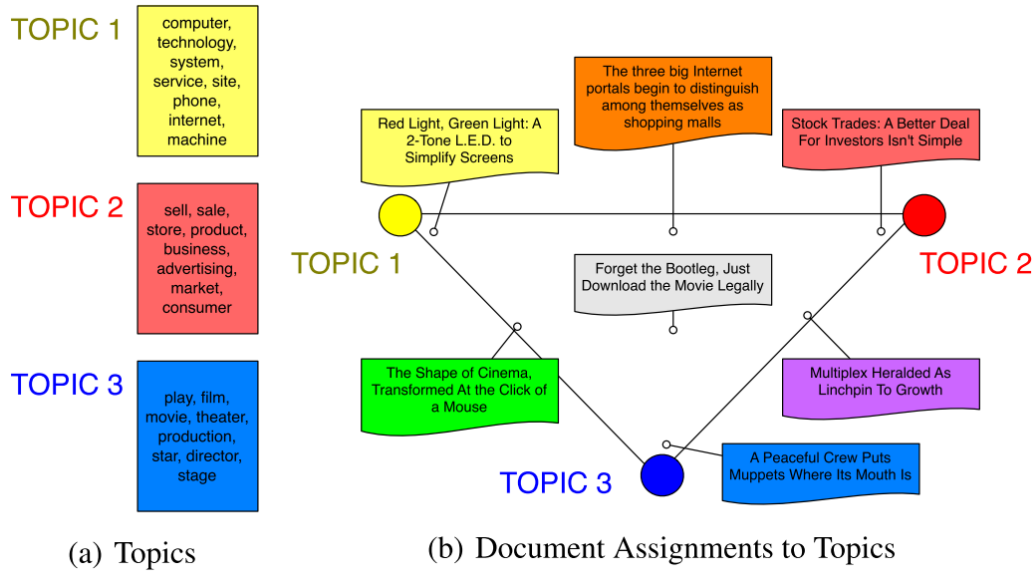 TOPIC 1
computer,
technology,
system,
service, site,
phone,
internet,
machine
TOPIC 2
sell, sale,
store, product,
business,
advertising,
market,
consumer
TOPIC 3
play, film,
movie, theater,
production,
star, director,
stage
(a) Topics
Red Light, Green Light: A
2-Tone L.E.D. to
Simplify Screens
The three big Internet
portals begin to distinguish
among themselves as
shopping malls
Stock Trades: A Better Deal
For Investors Isn't Simple
TOPIC 1
TOPIC 2
Forget the Bootleg, Just
Download the Movie Legally
The Shape of Cinema,
Transformed At the Click of
a Mouse
Multiplex Heralded As
Linchpin To Growth
TOPIC 3
A Peaceful Crew Puts
Muppets Where Its Mouth Is
(b) Document Assignments to Topics